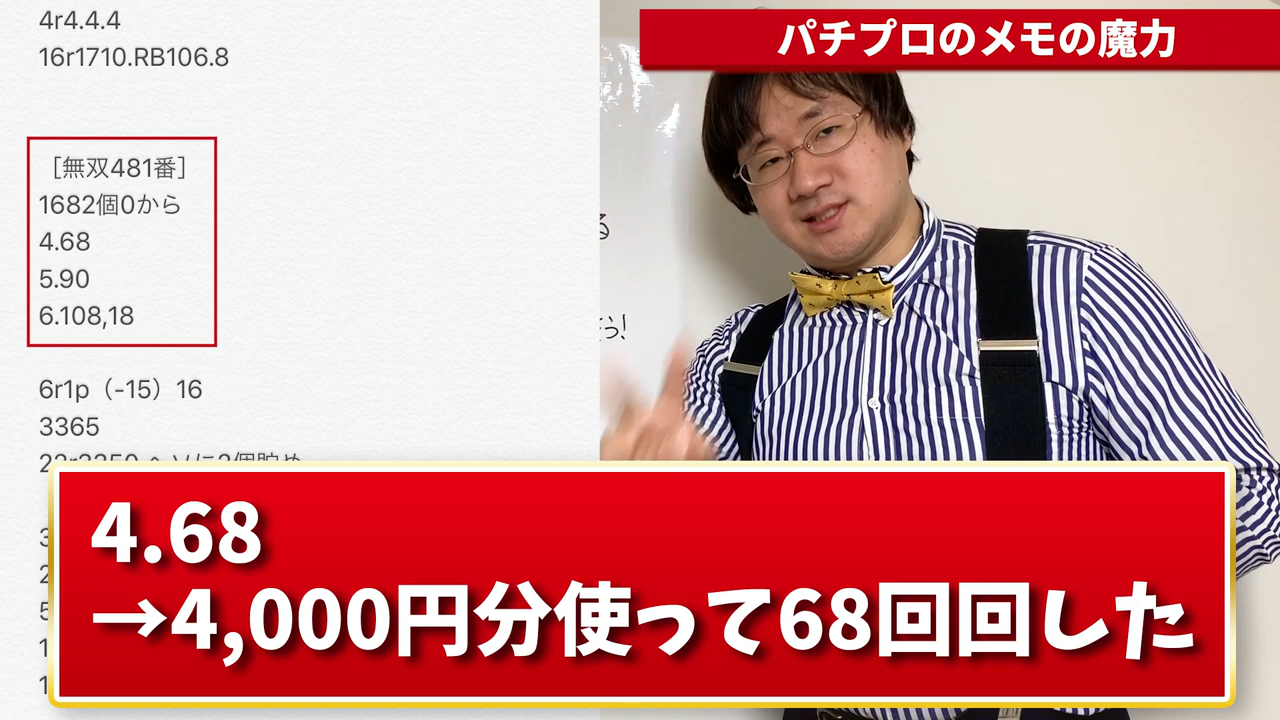 パチプロのメモの魔力
4r4.4.4
16r1710.RB106.8
［無双481番］
1682個0から
4.68
5.90
6.108,18
6r1p（-15）16
3365
る
う!
4.68
→4,000円分使って68回回した